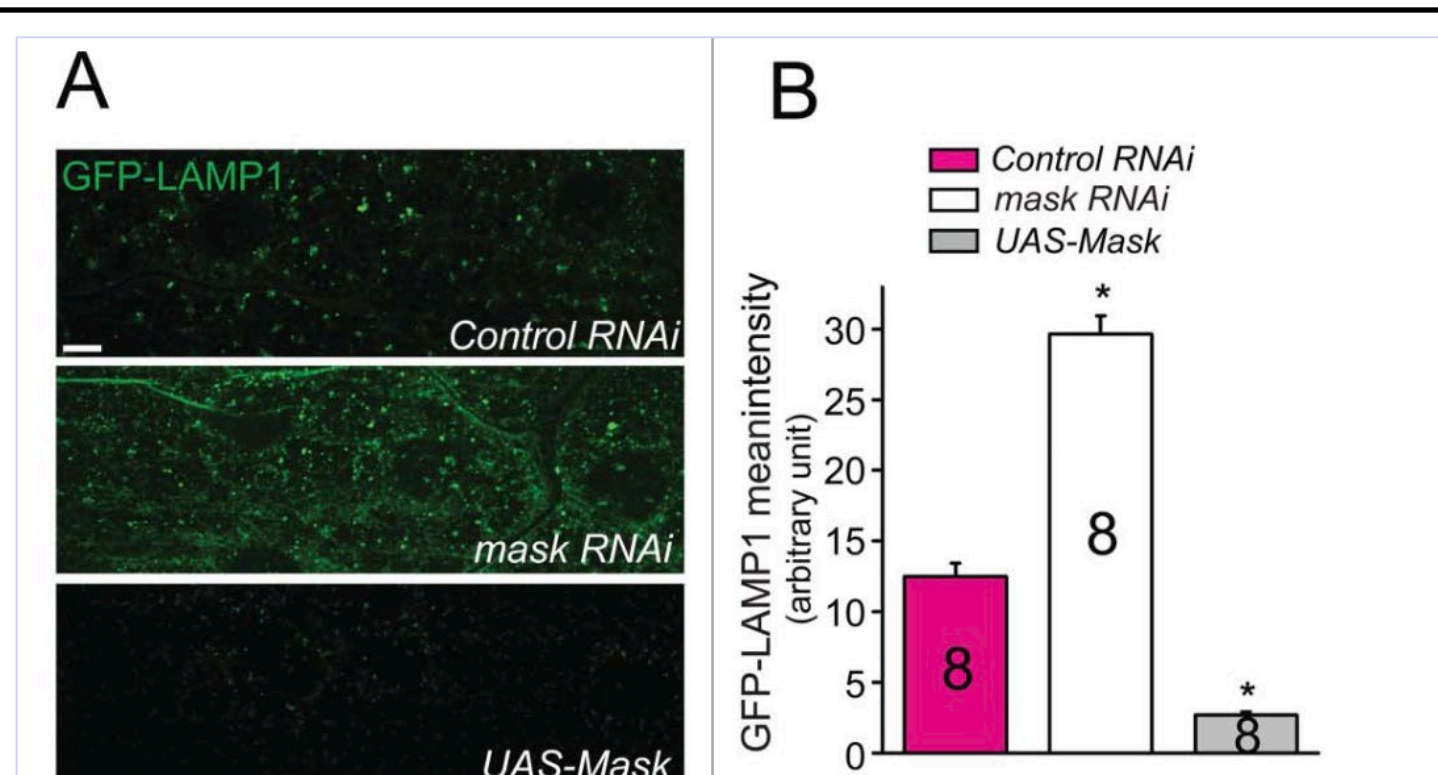 A
GFP-LAMP1
Control RNAi
mask RNAi
UAS-Mask
B
Control RNAi
mask RNAi
UAS-Mask
GFP-LAMP1 meanintensity
(arbitrary unit)
30
25
20
15
10
5
0
*
*
8
8
8